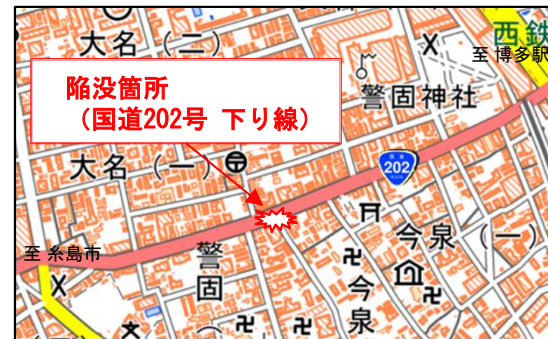 大名(二)
西鉄
至 博多駅
陥没箇所
(国道202号 下り線)
警固神社
大名(一)
202
今泉(一)
至 糸島市
警固
今泉